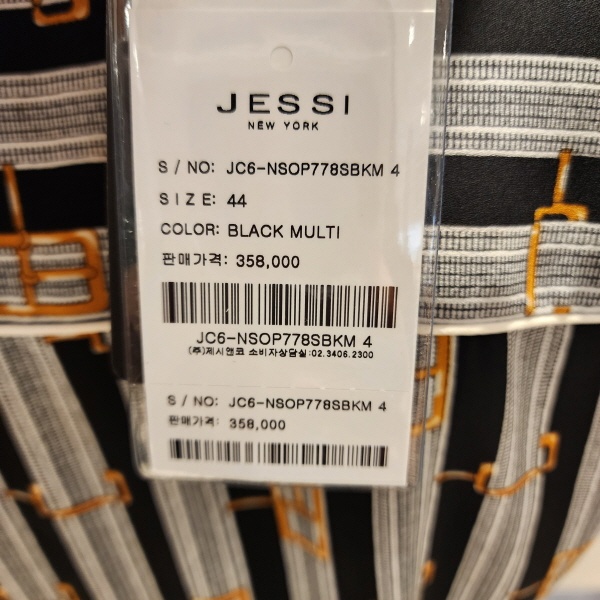 JESSI
NEW YORK
S / NO: JC6-NSOP778SBKM 4
SIZE: 44
COLOR: BLACK MULTI
판매가격: 358,000
JC6-NSOP778SBKM 4
(주)제시앤코 소비자상담실:02.3406.2300
S / NO: JC6-NSOP778SBKM 4
판매가격: 358,000